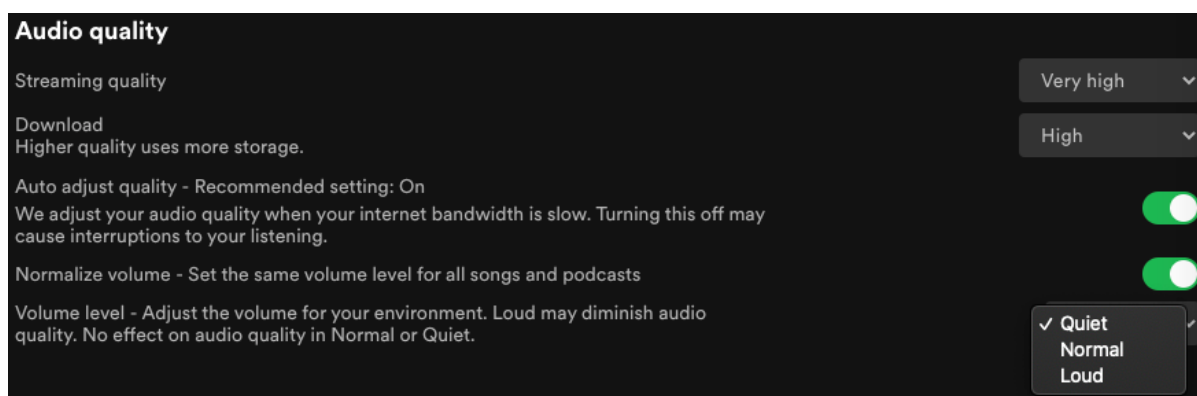 Audio quality
Streaming quality
Very high
Download
Higher quality uses more storage.
High
Auto adjust quality - Recommended setting: On
We adjust your audio quality when your internet bandwidth is slow. Turning this off may
cause interruptions to your listening.
Normalize volume - Set the same volume level for all songs and podcasts
Volume level - Adjust the volume for your environment. Loud may diminish audio
quality. No effect on audio quality in Normal or Quiet.
✓ Quiet
Normal
Loud